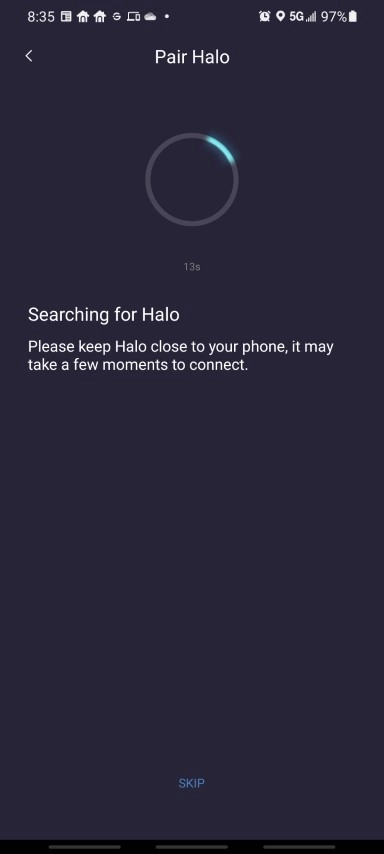 8:35 5G 97%
Pair Halo
13s
Searching for Halo
Please keep Halo close to your phone, it may
take a few moments to connect.
SKIP